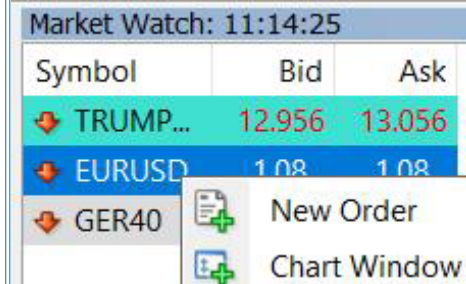 Market Watch: 11:14:25
Symbol Bid Ask
TRUMP... 12.956 13.056
EURUSD 1.08 1.08
GER40
New Order
Chart Window